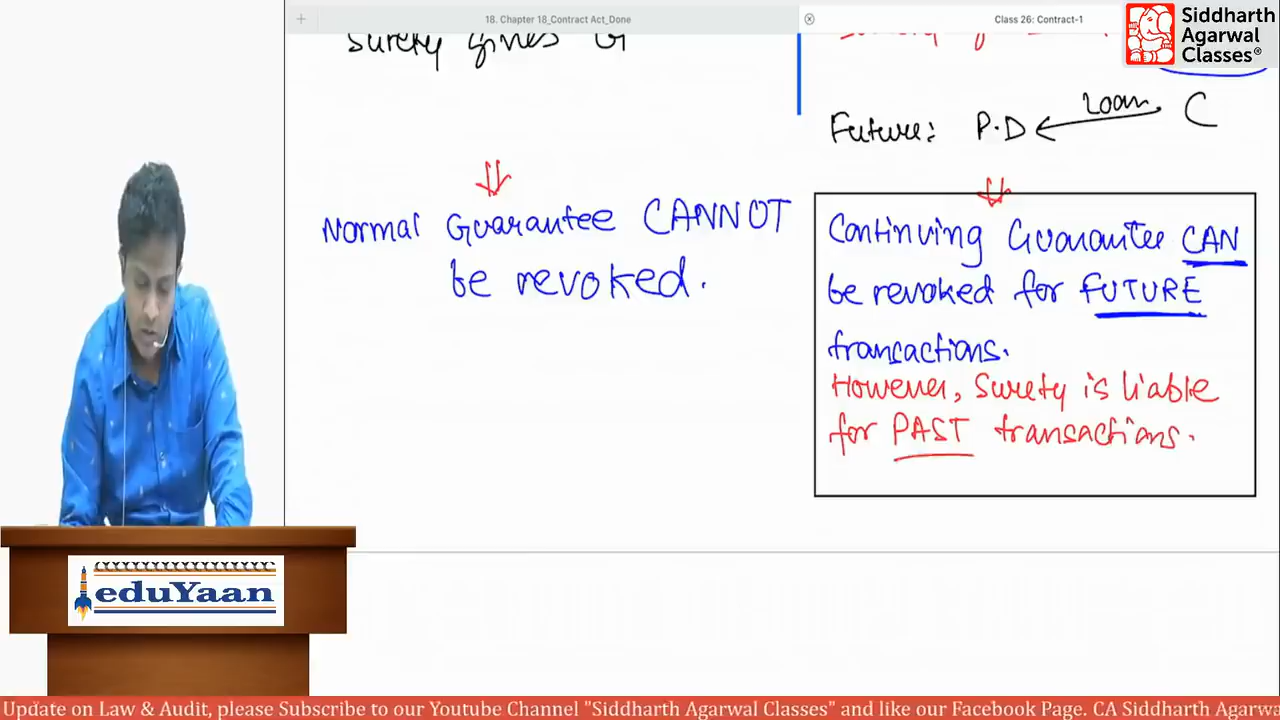 18. Chapter 18_Contract Act_Done
Class 26: Contract-1
Siddharth
Agarwal
Classes®
Surety gives G
Future: P.D loan C
Normal Guarantee CANNOT
be revoked.
Continuing Guarantee CAN
be revoked for FUTURE
transactions.
However, Surety is liable
for PAST transactions.
eduYaan
Update on Law & Audit, please Subscribe to our Youtube Channel "Siddharth Agarwal Classes" and like our Facebook Page. CA Siddharth Agarwa